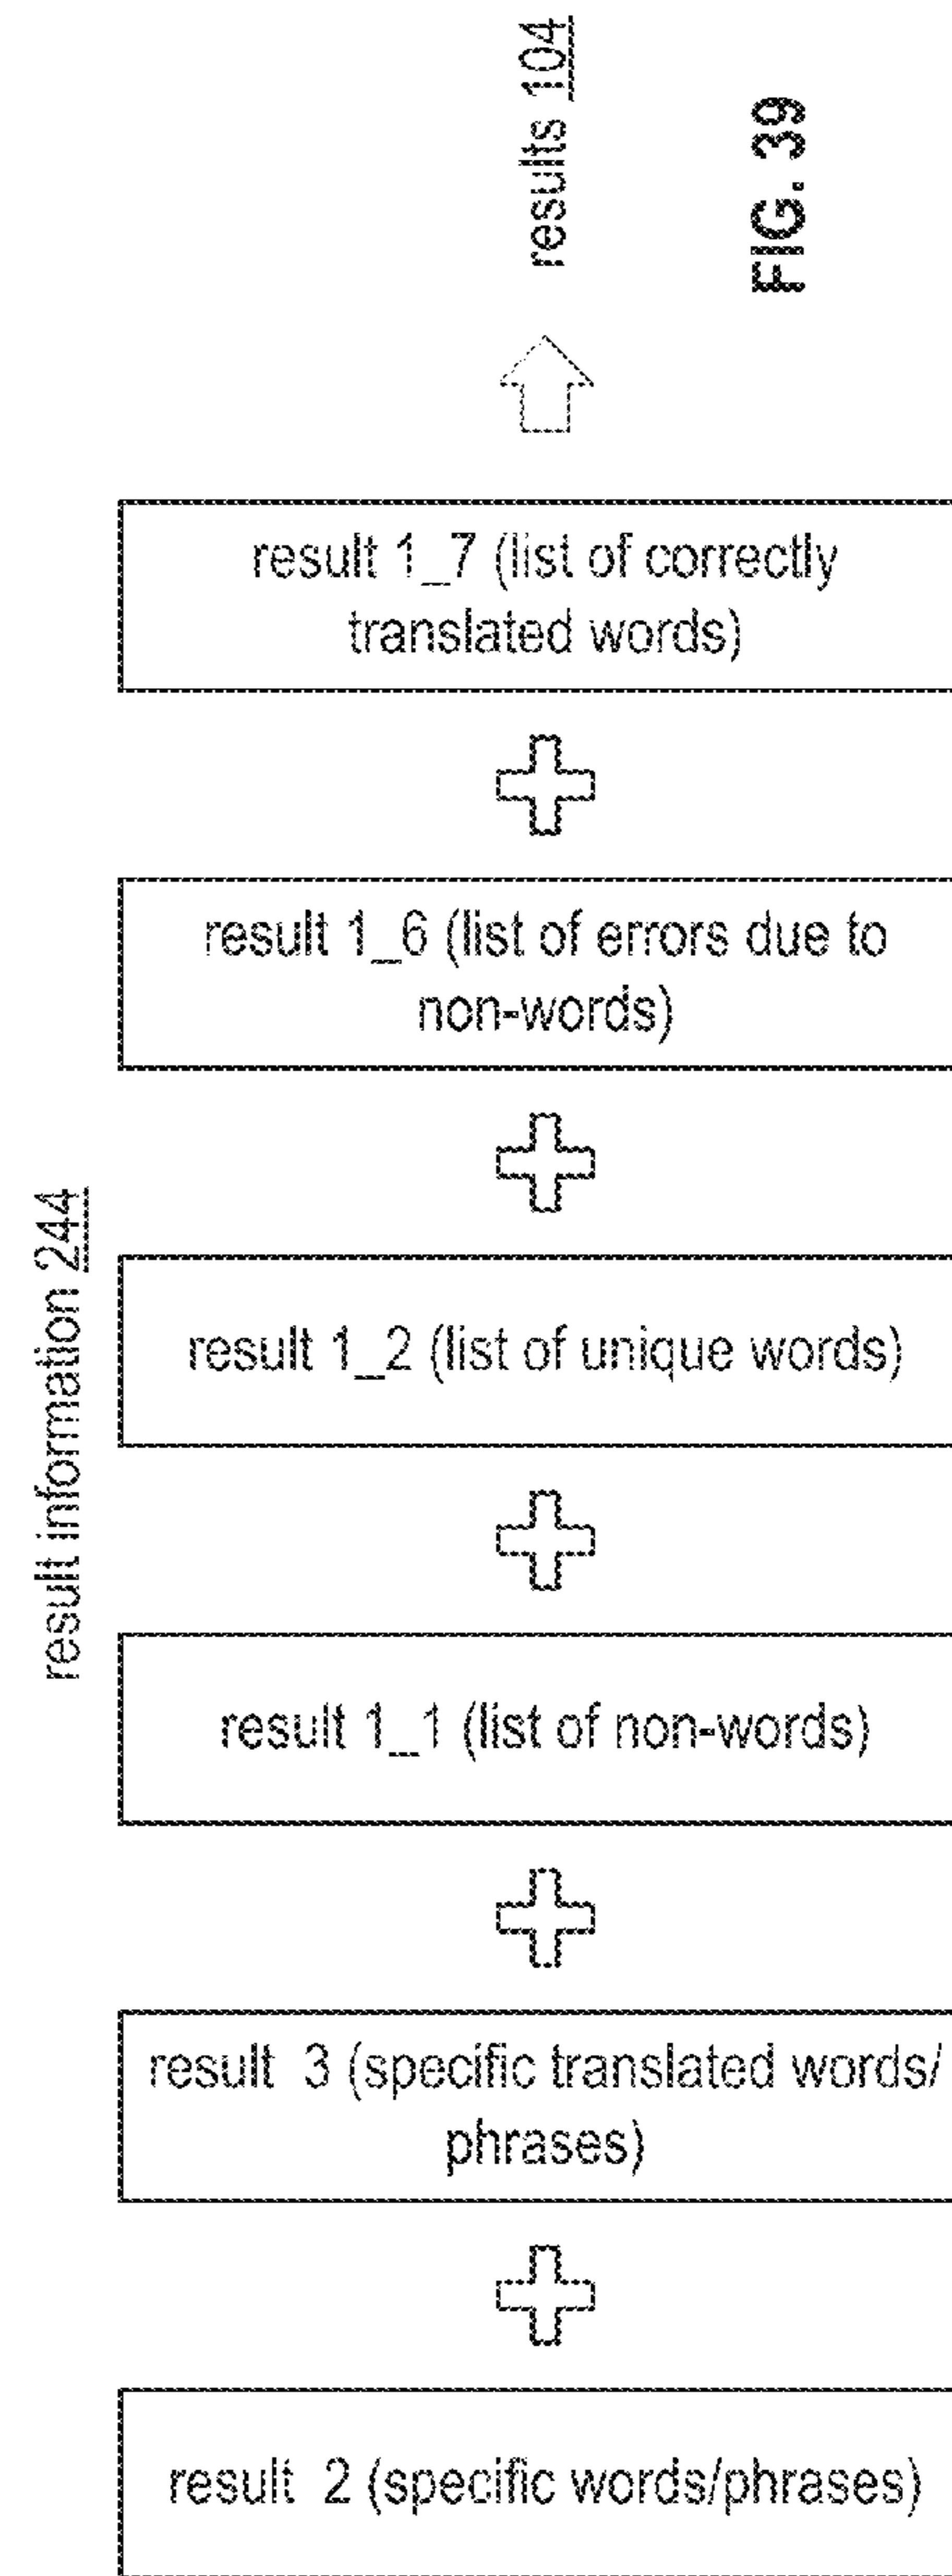 results 104
FIG. 39
result 1_7 (list of correctly
translated words)
result 1_6 (list of errors due to
non-words)
result information 244
result 1_2 (list of unique words)
result 1_1 (list of non-words)
result 3 (specific translated words/
phrases)
result 2 (specific words/phrases)